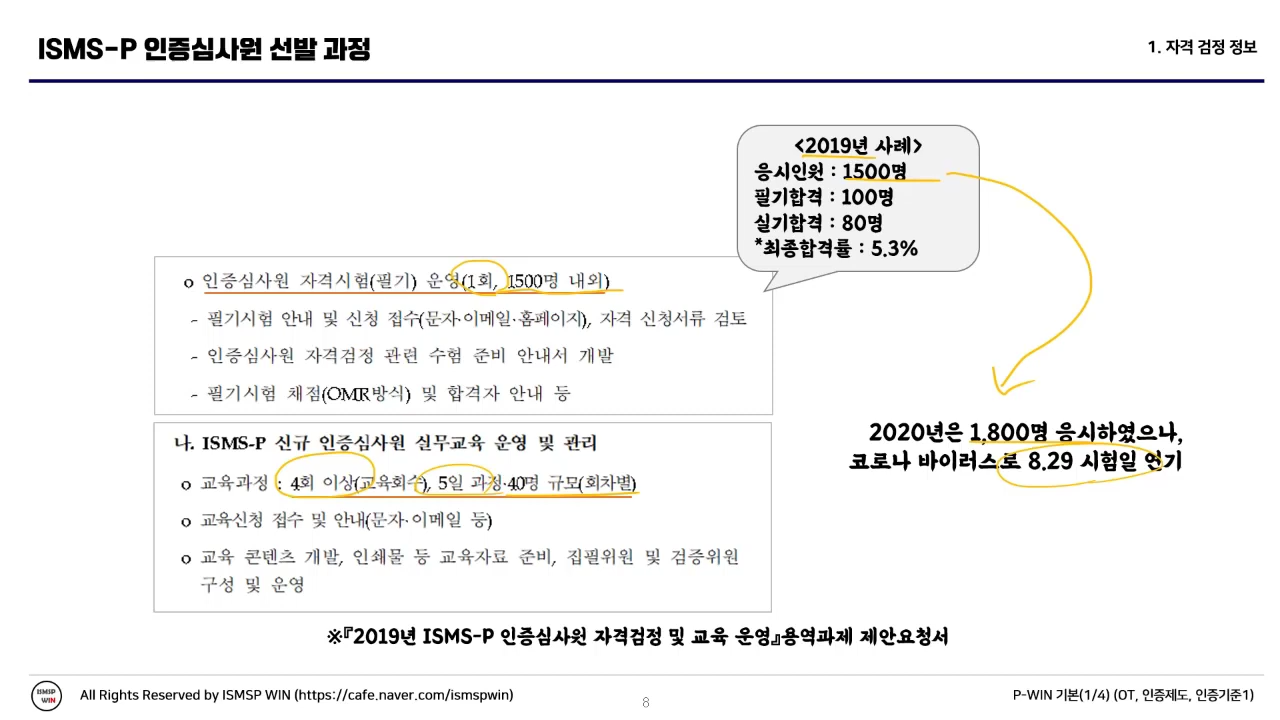 ISMS-P 인증심사원 선발 과정
1. 자격 검정 정보
<2019년 사례>
응시인원 : 1500명
필기합격 : 100명
실기합격 : 80명
*최종합격률 : 5.3%
o 인증심사원 자격시험(필기) 운영(1회, 1500명 내외)
- 필기시험 안내 및 신청 접수(문자·이메일·홈페이지), 자격 신청서류 검토
- 인증심사원 자격검정 관련 수험 준비 안내서 개발
- 필기시험 채점(OMR방식) 및 합격자 안내 등
2020년은 1,800명 응시하였으나,
코로나 바이러스로 8.29 시험일 연기
나. ISMS-P 신규 인증심사원 실무교육 운영 및 관리
o 교육과정 : 4회 이상(교육회수), 5일 과정·40명 규모(회차별)
o 교육신청 접수 및 안내(문자·이메일 등)
o 교육 콘텐츠 개발, 인쇄물 등 교육자료 준비, 집필위원 및 검증위원
구성 및 운영
※『2019년 ISMS-P 인증심사원 자격검정 및 교육 운영』용역과제 제안요청서
ISMSP
WIN
All Rights Reserved by ISMSP WIN (https://cafe.naver.com/ismspwin)
8
P-WIN 기본(1/4) (OT, 인증제도, 인증기준1)